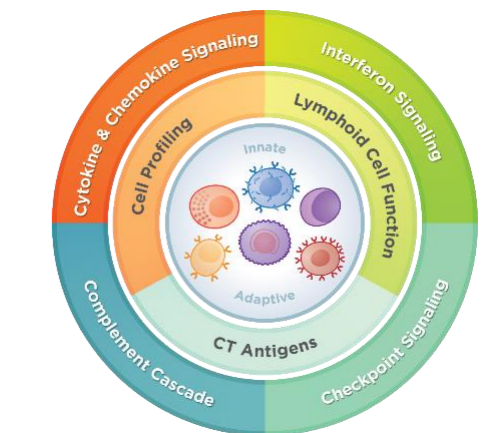 Cytokine & Chemokine Signaling
Interferon Signaling
Cell Profiling
Lymphoid Cell Function
Innate
Adaptive
CT Antigens
Complement Cascade
Checkpoint Signaling